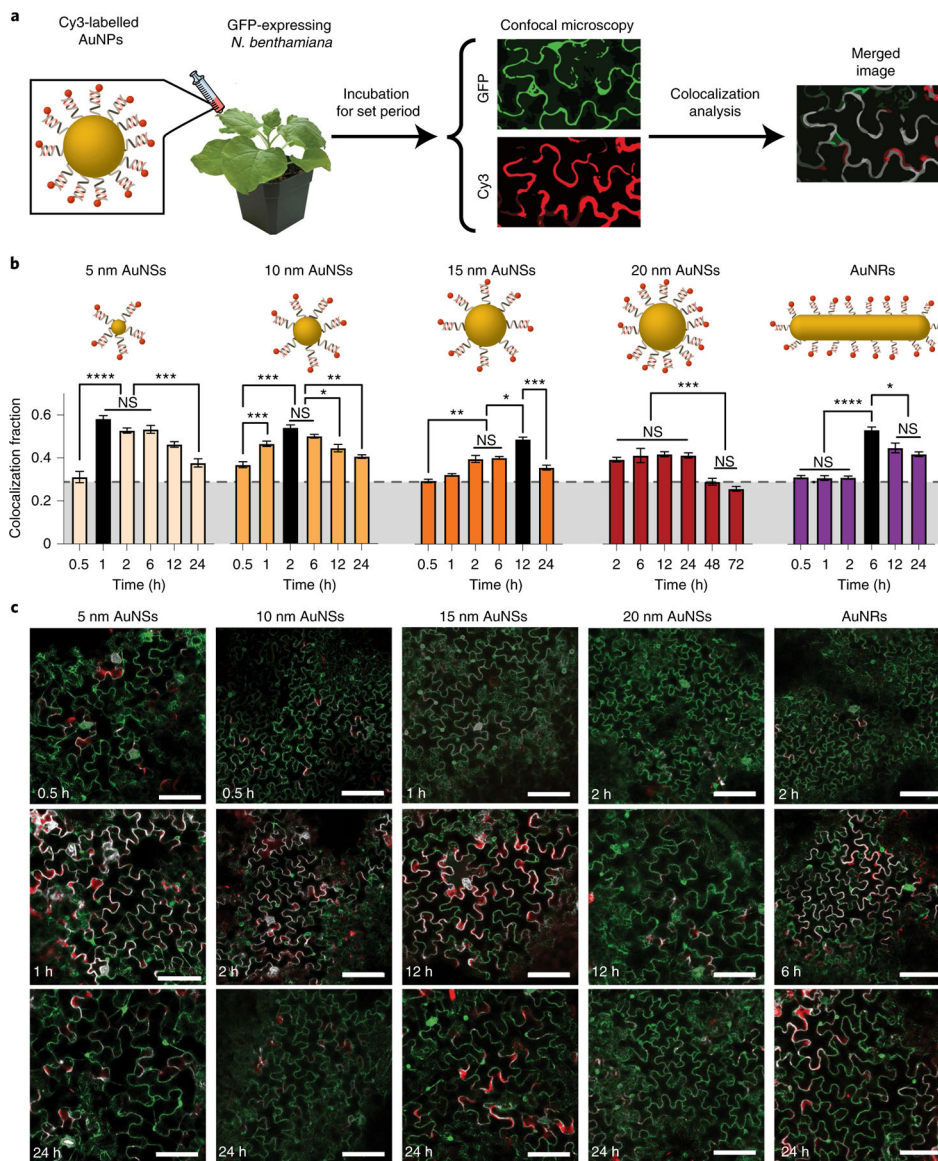 a
Cy3-labelled
AuNPs
GFP-expressing
N. benthamiana
Incubation
for set period
Confocal microscopy
GFP
Cy3
Colocalization
analysis
Merged
image
b
5 nm AuNSs
10 nm AuNSs
15 nm AuNSs
20 nm AuNSs
AuNRs
Colocalization fraction
0.6
0.4
0.2
0
**** *** NS
*** ** *** * NS
** * *** NS
*** NS NS
**** * NS NS
0.5 1 2 6 12 24
0.5 1 2 6 12 24
0.5 1 2 6 12 24
2 6 12 24 48 72
0.5 1 2 6 12 24
Time (h)
Time (h)
Time (h)
Time (h)
Time (h)
c
5 nm AuNSs
10 nm AuNSs
15 nm AuNSs
20 nm AuNSs
AuNRs
0.5 h
0.5 h
1 h
2 h
2 h
1 h
2 h
12 h
12 h
6 h
24 h
24 h
24 h
24 h
24 h